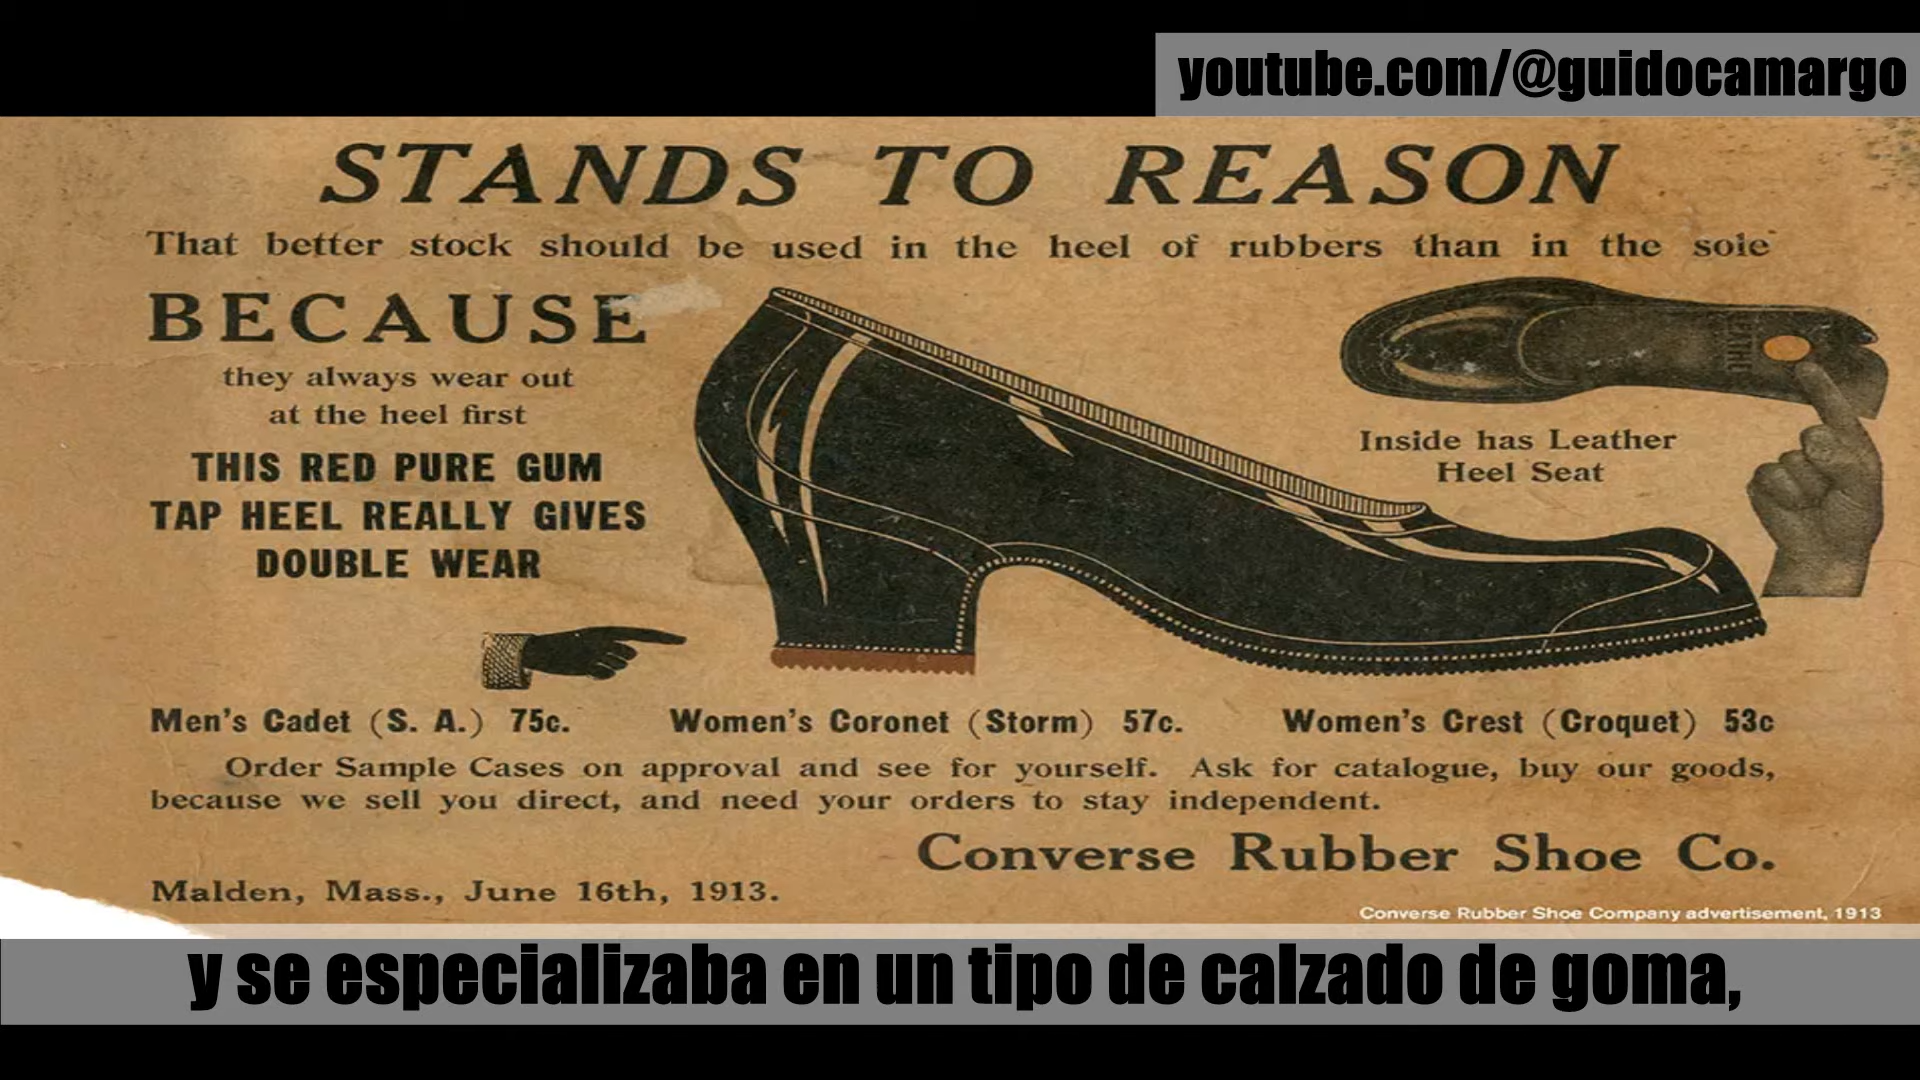 youtube.com/@guidocamargo
STANDS TO REASON
That better stock should be used in the heel of rubbers than in the sole
BECAUSE
they always wear out
at the heel first
THIS RED PURE GUM
TAP HEEL REALLY GIVES
DOUBLE WEAR
Inside has Leather
Heel Seat
Men's Cadet (S. A.) 75c. Women's Coronet (Storm) 57c. Women's Crest (Croquet) 53c
Order Sample Cases on approval and see for yourself. Ask for catalogue, buy our goods,
because we sell you direct, and need your orders to stay independent.
Converse Rubber Shoe Co.
Malden, Mass., June 16th, 1913.
Converse Rubber Shoe Company advertisement, 1913
y se especializaba en un tipo de calzado de goma,